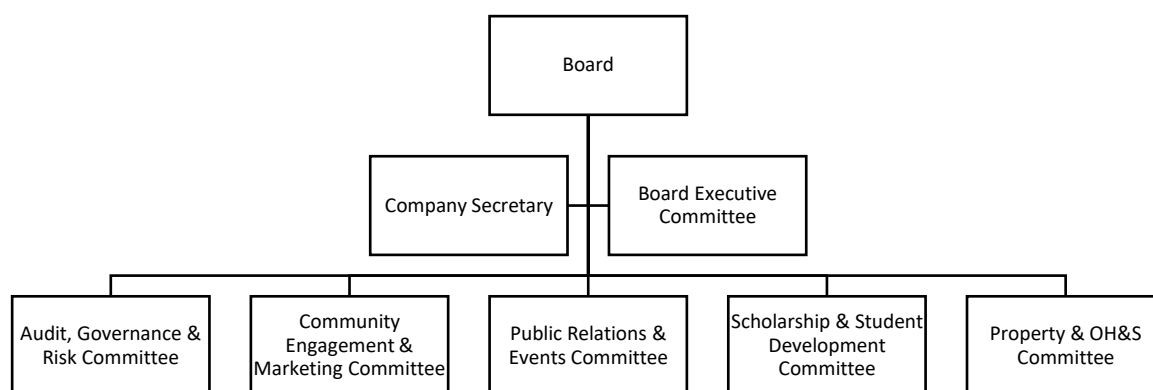 Board
Company Secretary
Board Executive
Committee
Audit, Governance &
Risk Committee
Community
Engagement &
Marketing Committee
Public Relations &
Events Committee
Scholarship & Student
Development
Committee
Property & OH&S
Committee